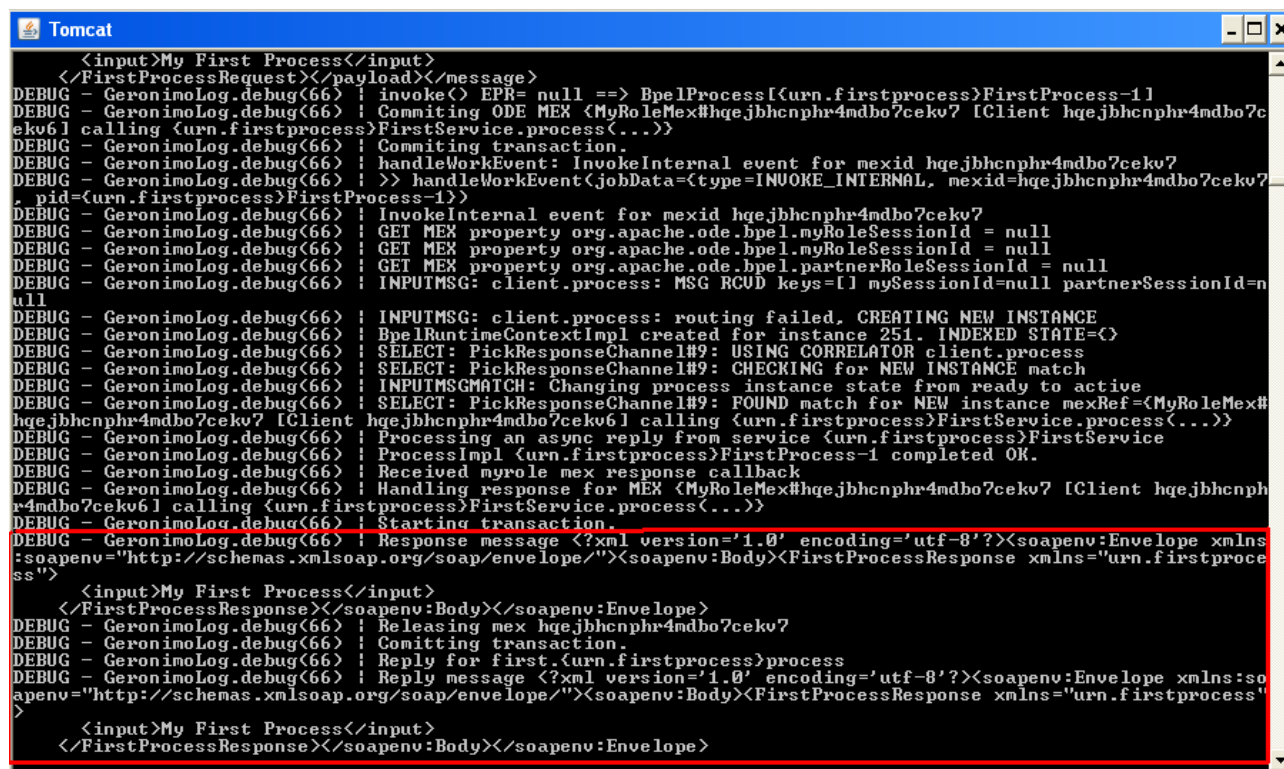 Tomcat
<input>My First Process</input>
</FirstProcessRequest></payload></message>
DEBUG - GeronimoLog.debug(66) | invoke() EPR= null ==> BpelProcess[{urn.firstprocess}FirstProcess-1]
DEBUG - GeronimoLog.debug(66) | Commiting ODE MEX {MyRoleMex#hqejbhcnphr4mdbo7cekv7 [Client hqejbhcnphr4mdbo7c
ekv6] calling {urn.firstprocess}FirstService.process(...)}
DEBUG - GeronimoLog.debug(66) | Commiting transaction.
DEBUG - GeronimoLog.debug(66) | handleWorkEvent: InvokeInternal event for mexid hqejbhcnphr4mdbo7cekv7
DEBUG - GeronimoLog.debug(66) | >> handleWorkEvent(jobData={type=INVOKE_INTERNAL, mexid=hqejbhcnphr4mdbo7cekv7
, pid={urn.firstprocess}FirstProcess-1})
DEBUG - GeronimoLog.debug(66) | InvokeInternal event for mexid hqejbhcnphr4mdbo7cekv7
DEBUG - GeronimoLog.debug(66) | GET MEX property org.apache.ode.bpel.myRoleSessionId = null
DEBUG - GeronimoLog.debug(66) | GET MEX property org.apache.ode.bpel.myRoleSessionId = null
DEBUG - GeronimoLog.debug(66) | GET MEX property org.apache.ode.bpel.partnerRoleSessionId = null
DEBUG - GeronimoLog.debug(66) | INPUTMSG: client.process: MSG RCVD keys=[] mySessionId=null partnerSessionId=n
ull
DEBUG - GeronimoLog.debug(66) | INPUTMSG: client.process: routing failed, CREATING NEW INSTANCE
DEBUG - GeronimoLog.debug(66) | BpelRuntimeContextImpl created for instance 251. INDEXED STATE={}
DEBUG - GeronimoLog.debug(66) | SELECT: PickResponseChannel#9: USING CORRELATOR client.process
DEBUG - GeronimoLog.debug(66) | SELECT: PickResponseChannel#9: CHECKING for NEW INSTANCE match
DEBUG - GeronimoLog.debug(66) | INPUTMSGMATCH: Changing process instance state from ready to active
DEBUG - GeronimoLog.debug(66) | SELECT: PickResponseChannel#9: FOUND match for NEW instance mexRef={MyRoleMex#
hqejbhcnphr4mdbo7cekv7 [Client hqejbhcnphr4mdbo7cekv6] calling {urn.firstprocess}FirstService.process(...)}
DEBUG - GeronimoLog.debug(66) | Processing an async reply from service {urn.firstprocess}FirstService
DEBUG - GeronimoLog.debug(66) | ProcessImpl {urn.firstprocess}FirstProcess-1 completed OK.
DEBUG - GeronimoLog.debug(66) | Received myrole mex response callback
DEBUG - GeronimoLog.debug(66) | Handling response for MEX {MyRoleMex#hqejbhcnphr4mdbo7cekv7 [Client hqejbhcnph
r4mdbo7cekv6] calling {urn.firstprocess}FirstService.process(...)}
DEBUG - GeronimoLog.debug(66) | Starting transaction.
DEBUG - GeronimoLog.debug(66) | Response message <?xml version='1.0' encoding='utf-8'?><soapenv:Envelope xmlns
:soapenv="http://schemas.xmlsoap.org/soap/envelope/"><soapenv:Body><FirstProcessResponse xmlns="urn.firstproce
ss">
<input>My First Process</input>
</FirstProcessResponse></soapenv:Body></soapenv:Envelope>
DEBUG - GeronimoLog.debug(66) | Releasing mex hqejbhcnphr4mdbo7cekv7
DEBUG - GeronimoLog.debug(66) | Comitting transaction.
DEBUG - GeronimoLog.debug(66) | Reply for first.{urn.firstprocess}process
DEBUG - GeronimoLog.debug(66) | Reply message <?xml version='1.0' encoding='utf-8'?><soapenv:Envelope xmlns:so
apenv="http://schemas.xmlsoap.org/soap/envelope/"><soapenv:Body><FirstProcessResponse xmlns="urn.firstprocess"
>
<input>My First Process</input>
</FirstProcessResponse></soapenv:Body></soapenv:Envelope>